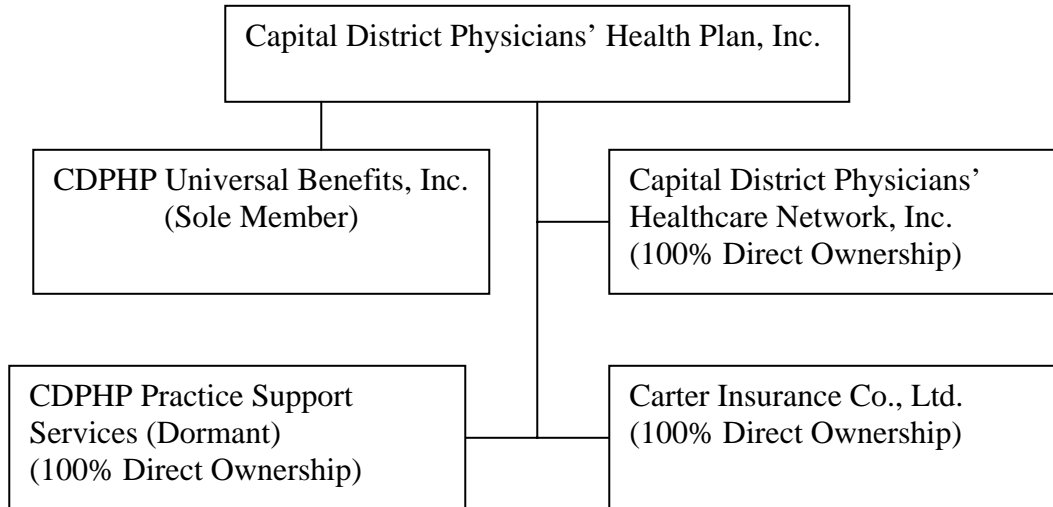 Capital District Physicians’ Health Plan, Inc.
CDPHP Universal Benefits, Inc.
(Sole Member)
Capital District Physicians’
Healthcare Network, Inc.
(100% Direct Ownership)
CDPHP Practice Support
Services (Dormant)
(100% Direct Ownership)
Carter Insurance Co., Ltd.
(100% Direct Ownership)